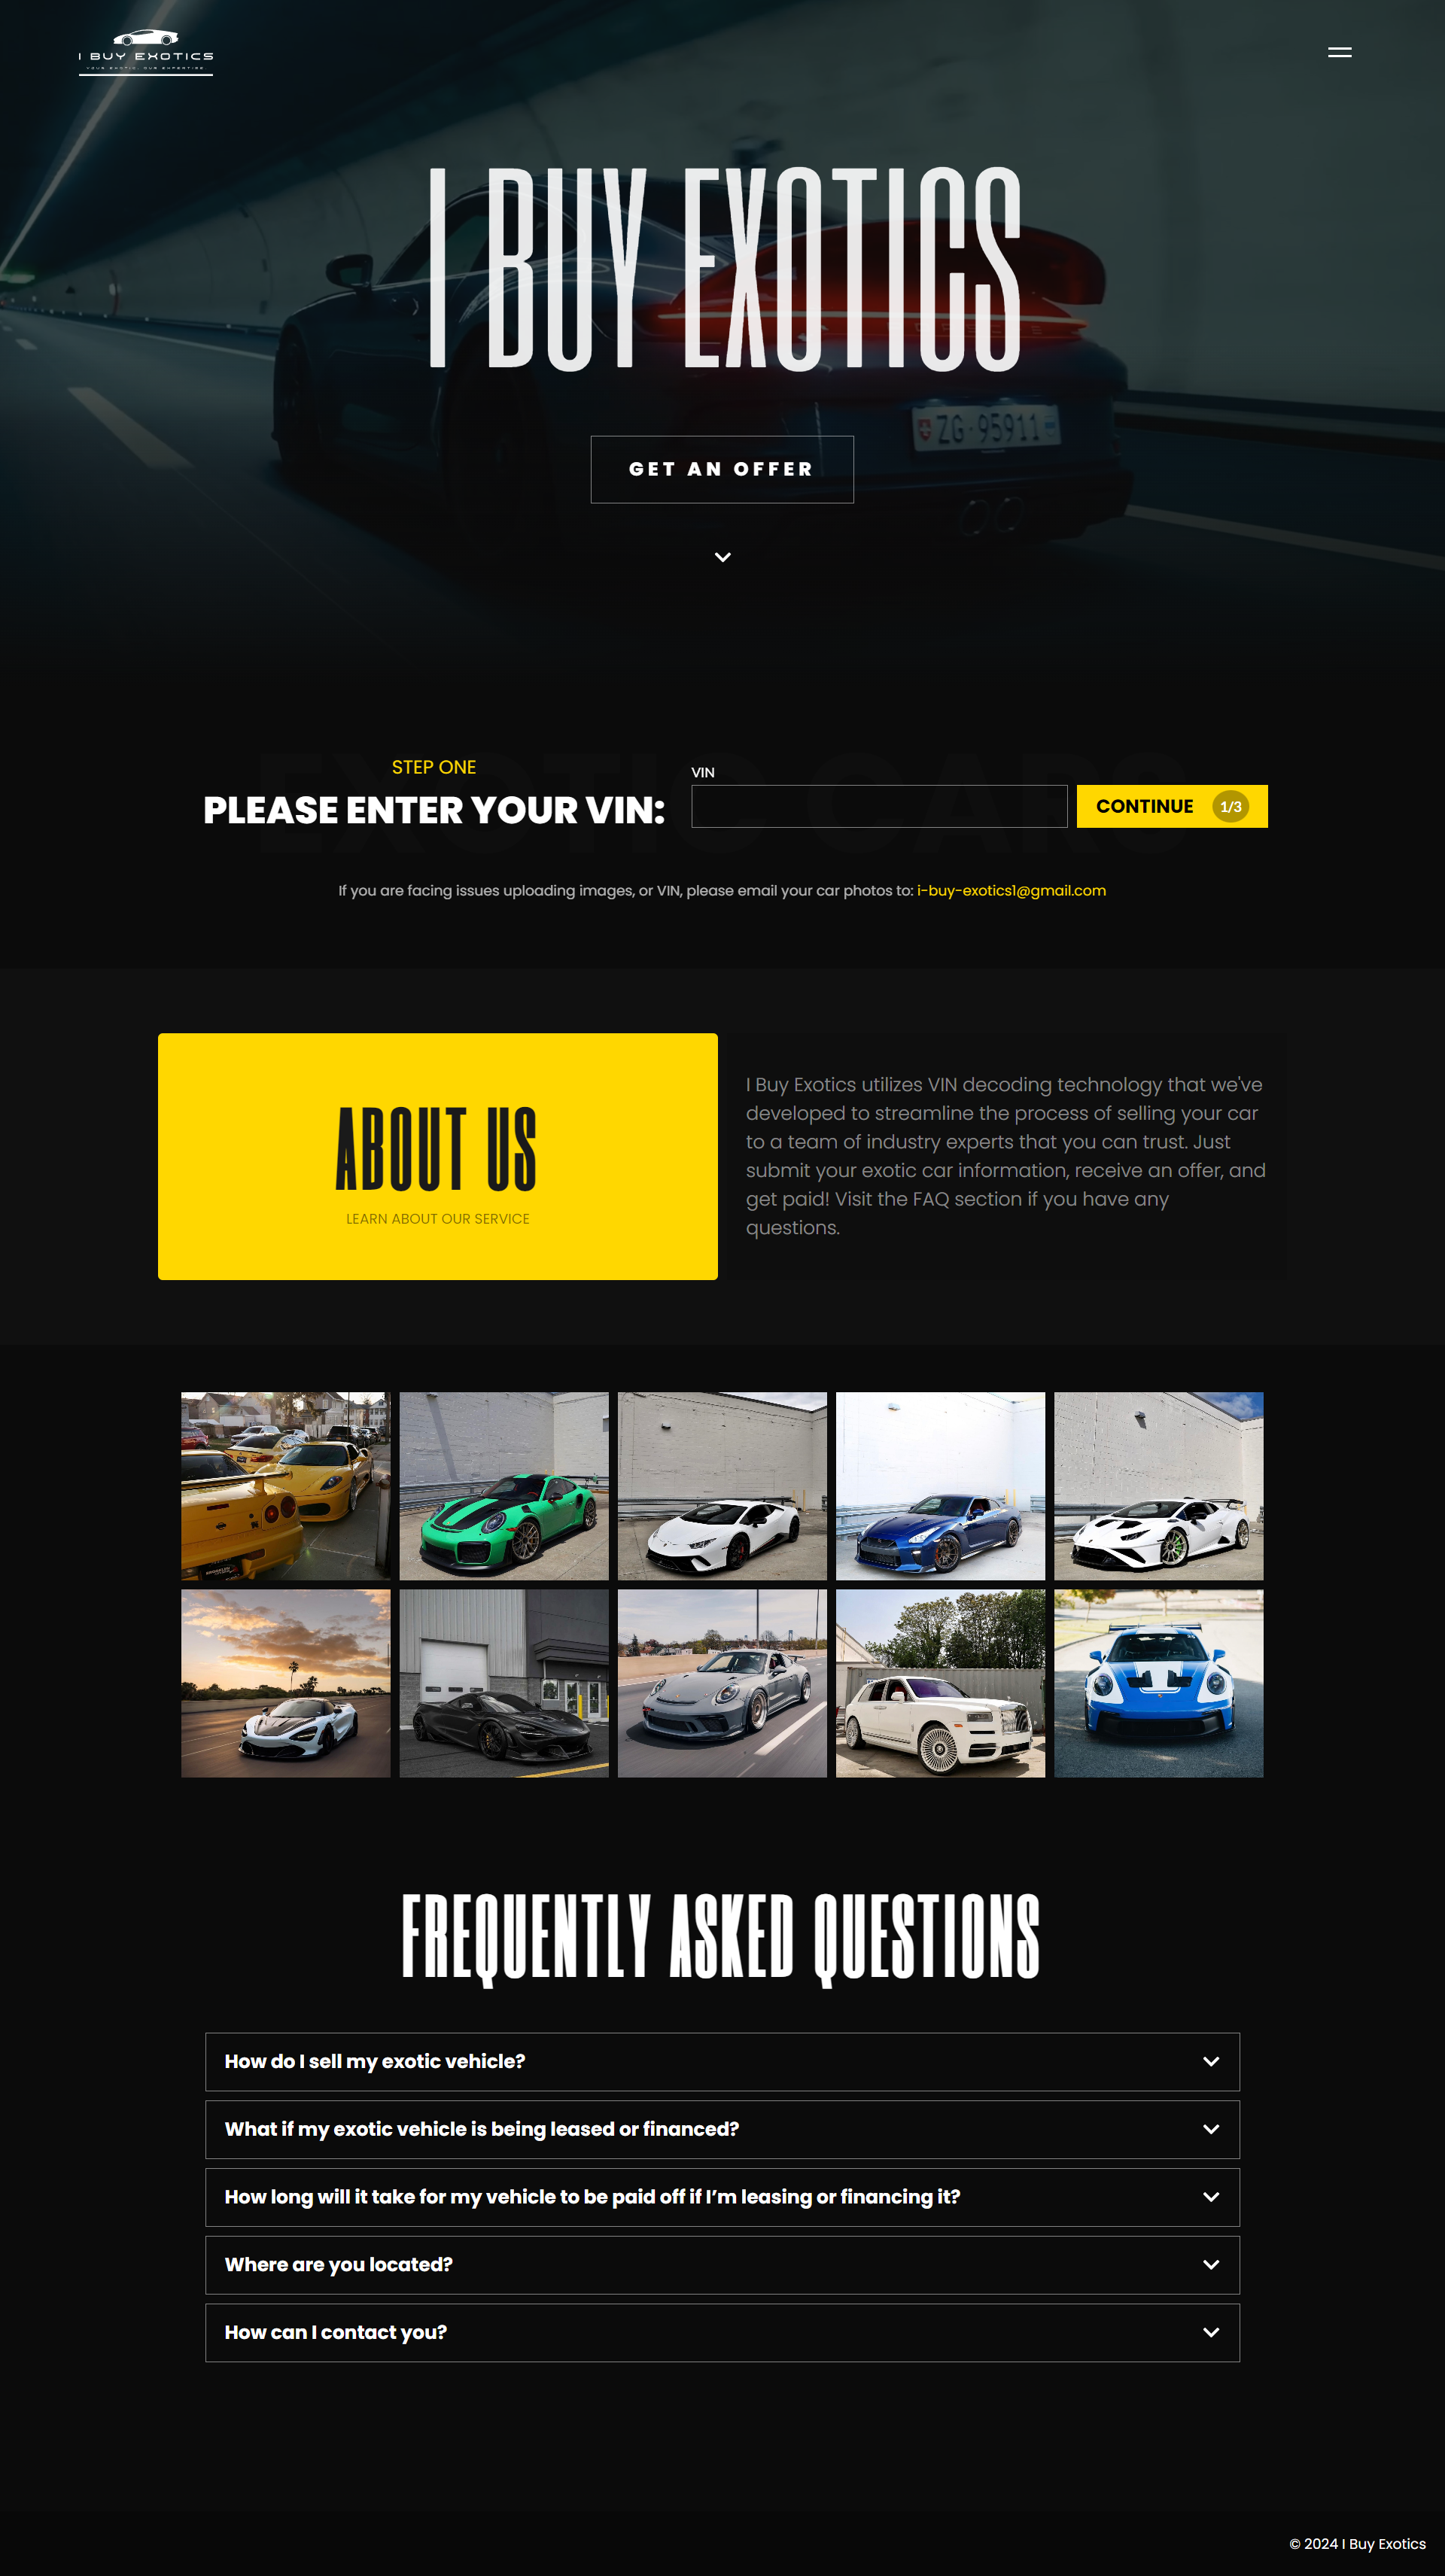 I BUY EXOTICS
YOUR EXOTIC. OUR EXPERTISE.
I BUY EXOTICS
ZG·95911
GET AN OFFER
EXOTIC CARS
STEP ONE
PLEASE ENTER YOUR VIN:
VIN
CONTINUE 1/3
If you are facing issues uploading images, or VIN, please email your car photos to: i-buy-exotics1@gmail.com
ABOUT US
LEARN ABOUT OUR SERVICE
I Buy Exotics utilizes VIN decoding technology that we've
developed to streamline the process of selling your car
to a team of industry experts that you can trust. Just
submit your exotic car information, receive an offer, and
get paid! Visit the FAQ section if you have any
questions.
FREQUENTLY ASKED QUESTIONS
How do I sell my exotic vehicle?
What if my exotic vehicle is being leased or financed?
How long will it take for my vehicle to be paid off if I’m leasing or financing it?
Where are you located?
How can I contact you?
© 2024 I Buy Exotics